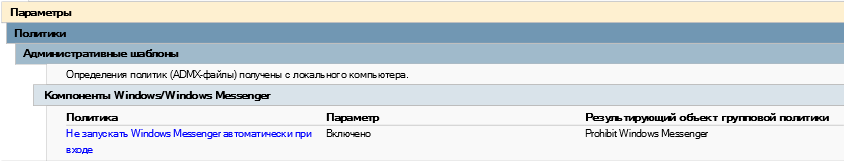 Параметры
Политики
Административные шаблоны
Определения политик (ADMX-файлы) получены с локального компьютера.
Компоненты Windows/Windows Messenger
Политика Параметр Результирующий объект групповой политики
Не запускать Windows Messenger автоматически при Включено Prohibit Windows Messenger
входе